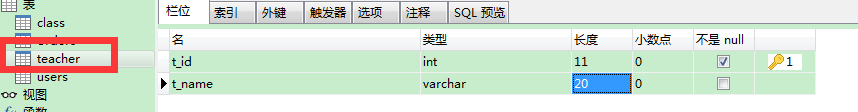 表
class
orders
teacher
users
视图
函数
栏位 索引 外键 触发器 选项 注释 SQL 预览
名 类型 长度 小数点 不是 null
t_id int 11 0 1
t_name varchar 20 0